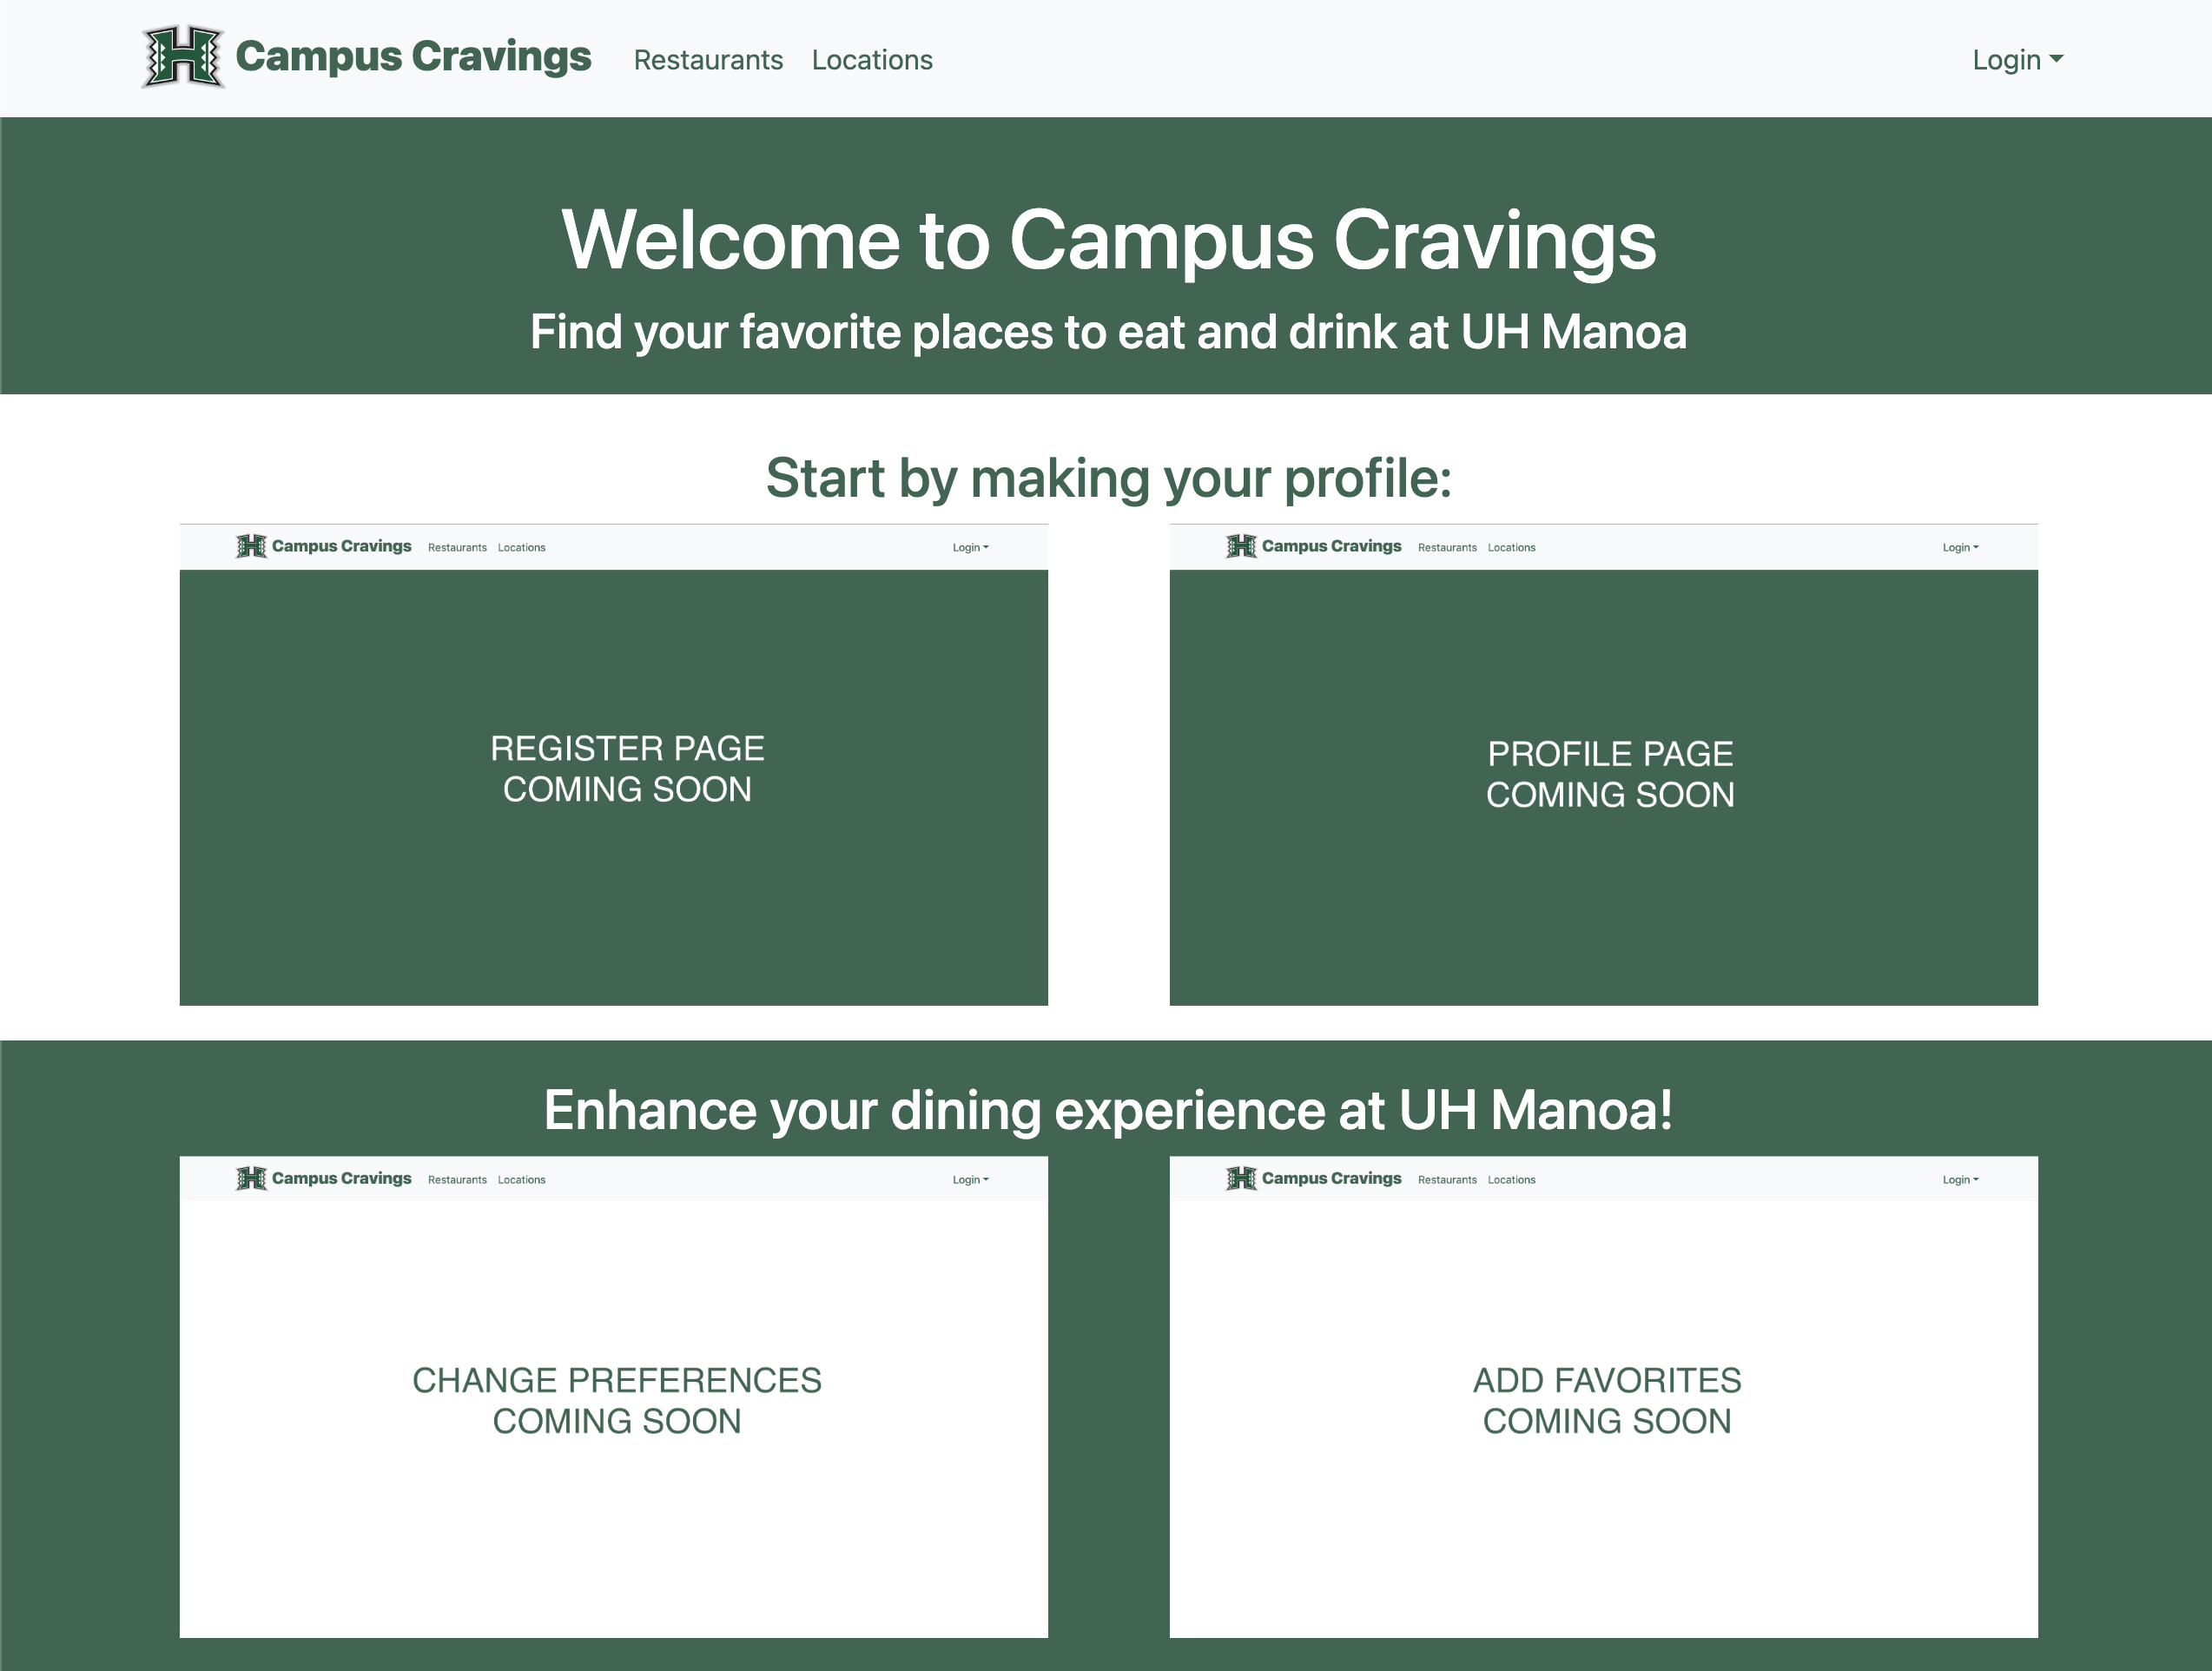 H Campus Cravings Restaurants Locations Login
Welcome to Campus Cravings
Find your favorite places to eat and drink at UH Manoa
Start by making your profile:
H Campus Cravings Restaurants Locations Login
REGISTER PAGE
COMING SOON
H Campus Cravings Restaurants Locations Login
PROFILE PAGE
COMING SOON
Enhance your dining experience at UH Manoa!
H Campus Cravings Restaurants Locations Login
CHANGE PREFERENCES
COMING SOON
H Campus Cravings Restaurants Locations Login
ADD FAVORITES
COMING SOON